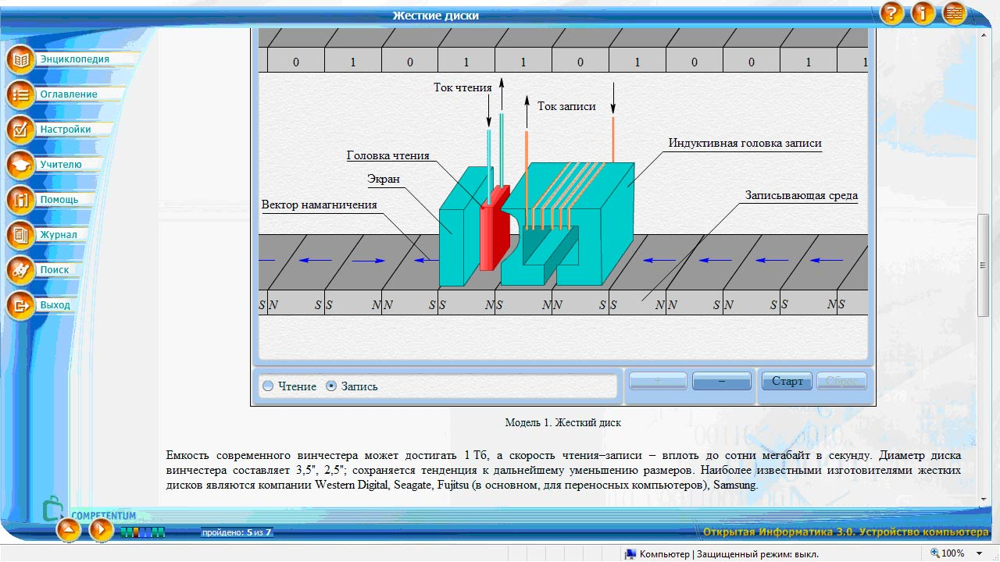 Жесткие диски
Энциклопедия
Оглавление
Настройки
Учителю
Помощь
Журнал
Поиск
Выход
0 1 0 1 1 0 1 0 0 1 1
Ток чтения
Ток записи
Индуктивная головка записи
Головка чтения
Экран
Записывающая среда
Вектор намагничения
S N S S N N S S N S N N N N S N S S N S
Чтение Запись + – Старт Сброс
Модель 1. Жесткий диск
Емкость современного винчестера может достигать 1 Тб, а скорость чтения–записи – вплоть до сотни мегабайт в секунду. Диаметр диска
винчестера составляет 3,5", 2,5"; сохраняется тенденция к дальнейшему уменьшению размеров. Наиболее известными изготовителями жестких
дисков являются компании Western Digital, Seagate, Fujitsu (в основном, для переносных компьютеров), Samsung.
COMPETENTUM
пройдено: 5 из 7
Открытая Информатика 3.0. Устройство компьютера
Компьютер | Защищенный режим: выкл.
100%